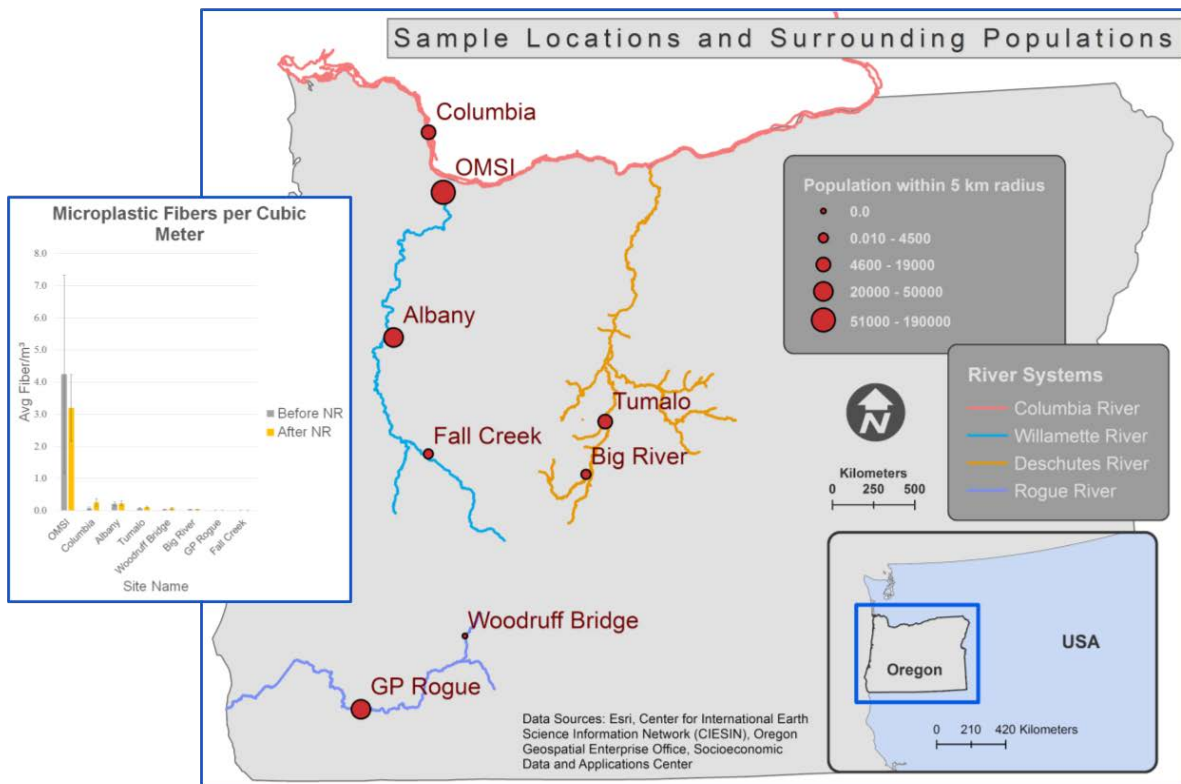 Sample Locations and Surrounding Populations
Columbia
OMSI
Albany
Fall Creek
Tumalo
Big River
Woodruff Bridge
GP Rogue
Population within 5 km radius
0.0
0.010 - 4500
4600 - 19000
20000 - 50000
51000 - 190000
N
Kilometers
0 250 500
River Systems
Columbia River
Willamette River
Deschutes River
Rogue River
Oregon
USA
0 210 420 Kilometers
Data Sources: Esri, Center for International Earth
Science Information Network (CIESIN), Oregon
Geospatial Enterprise Office, Socioeconomic
Data and Applications Center
Microplastic Fibers per Cubic
Meter
8.0
7.0
6.0
5.0
4.0
3.0
2.0
1.0
0.0
Avg Fiber/m³
Before NR
After NR
OMSI
Columbia
Albany
Tumalo
Woodruff Bridge
Big River
GP Rogue
Fall Creek
Site Name